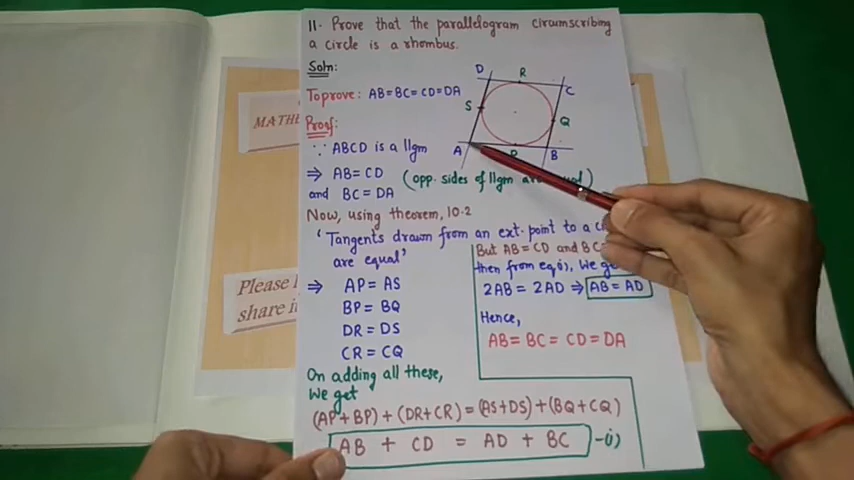 11. Prove that the parallelogram circumscribing
a circle is a rhombus.
Soln:
To prove: AB=BC=CD=DA
Proof:
∵ ABCD is a llgm
⇒ AB=CD (opp. sides of llgm are equal)
and BC=DA
Now, using theorem, 10.2
'Tangents drawn from an ext. point to a
are equal'
⇒ AP = AS
BP = BQ
DR = DS
CR = CQ
On adding all these,
We get
(AP+BP)+(DR+CR)=(AS+DS)+(BQ+CQ)
AB + CD = AD + BC -(i)
But AB=CD and BC
then from eq(i), we ge
2AB = 2AD ⇒ AB=AD
Hence,
AB=BC=CD=DA
D R C
S Q
A P B
MATHE
Please
share i